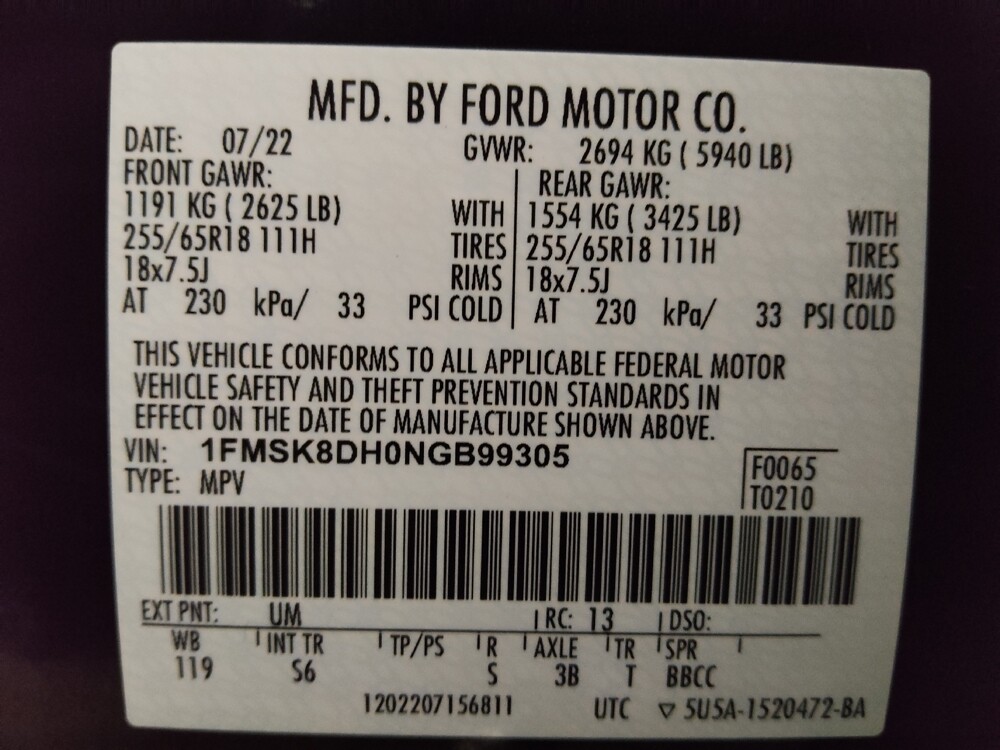 MFD. BY FORD MOTOR CO.
DATE: 07/22 GVWR: 2694 KG ( 5940 LB)
FRONT GAWR: REAR GAWR:
1191 KG ( 2625 LB) WITH 1554 KG ( 3425 LB) WITH
255/65R18 111H TIRES 255/65R18 111H TIRES
18x7.5J RIMS 18x7.5J RIMS
AT 230 kPa/ 33 PSI COLD AT 230 kPa/ 33 PSI COLD
THIS VEHICLE CONFORMS TO ALL APPLICABLE FEDERAL MOTOR
VEHICLE SAFETY AND THEFT PREVENTION STANDARDS IN
EFFECT ON THE DATE OF MANUFACTURE SHOWN ABOVE.
VIN: 1FMSK8DH0NGB99305
TYPE: MPV
F0065
T0210
EXT PNT: UM RC: 13 DSO:
WB INT TR TP/PS R AXLE TR SPR
119 S6 S 3B T BBCC
1202207156811 UTC ▽ 5U5A-1520472-BA